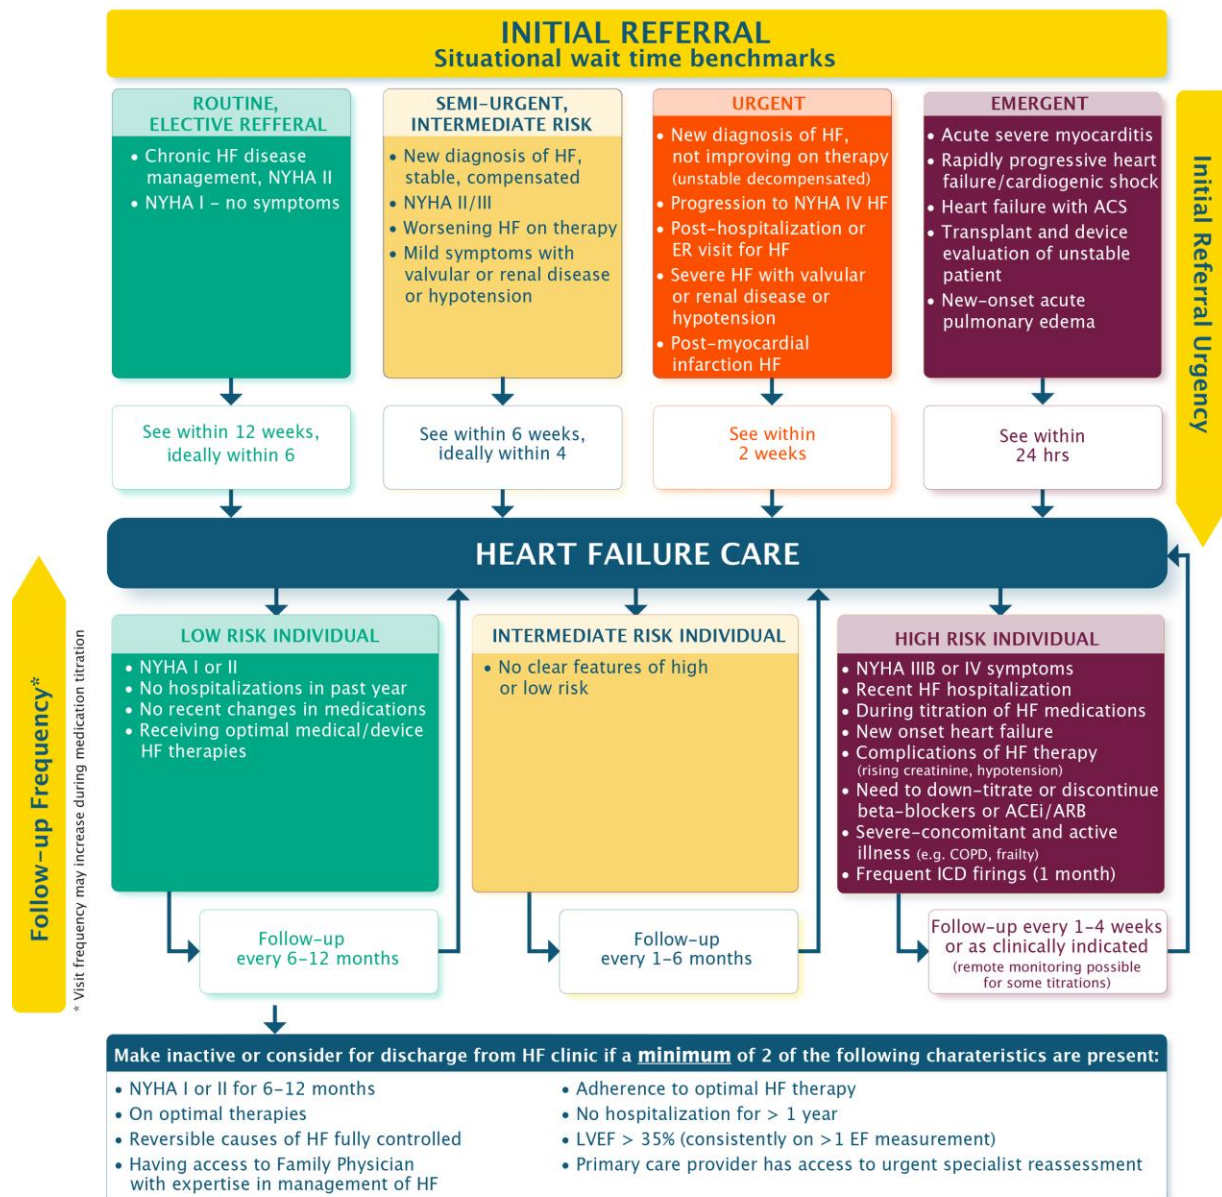 INITIAL REFERRAL
Situational wait time benchmarks
ROUTINE,
ELECTIVE REFFERAL
• Chronic HF disease
management, NYHA II
• NYHA I – no symptoms
See within 12 weeks,
ideally within 6
SEMI-URGENT,
INTERMEDIATE RISK
• New diagnosis of HF,
stable, compensated
• NYHA II/III
• Worsening HF on therapy
• Mild symptoms with
valvular or renal disease
or hypotension
See within 6 weeks,
ideally within 4
URGENT
• New diagnosis of HF,
not improving on therapy
(unstable decompensated)
• Progression to NYHA IV HF
• Post-hospitalization or
ER visit for HF
• Severe HF with valvular
or renal disease or
hypotension
• Post-myocardial
infarction HF
See within
2 weeks
EMERGENT
• Acute severe myocarditis
• Rapidly progressive heart
failure/cardiogenic shock
• Heart failure with ACS
• Transplant and device
evaluation of unstable
patient
• New-onset acute
pulmonary edema
See within
24 hrs
Initial Referral Urgency
HEART FAILURE CARE
Follow-up Frequency*
* Visit frequency may increase during medication titration
LOW RISK INDIVIDUAL
• NYHA I or II
• No hospitalizations in past year
• No recent changes in medications
• Receiving optimal medical/device
HF therapies
Follow-up
every 6–12 months
INTERMEDIATE RISK INDIVIDUAL
• No clear features of high
or low risk
Follow-up
every 1–6 months
HIGH RISK INDIVIDUAL
• NYHA IIIB or IV symptoms
• Recent HF hospitalization
• During titration of HF medications
• New onset heart failure
• Complications of HF therapy
(rising creatinine, hypotension)
• Need to down-titrate or discontinue
beta-blockers or ACEi/ARB
• Severe-concomitant and active
illness (e.g. COPD, frailty)
• Frequent ICD firings (1 month)
Follow-up every 1–4 weeks
or as clinically indicated
(remote monitoring possible
for some titrations)
Make inactive or consider for discharge from HF clinic if a minimum of 2 of the following charateristics are present:
• NYHA I or II for 6–12 months
• On optimal therapies
• Reversible causes of HF fully controlled
• Having access to Family Physician
with expertise in management of HF
• Adherence to optimal HF therapy
• No hospitalization for > 1 year
• LVEF > 35% (consistently on >1 EF measurement)
• Primary care provider has access to urgent specialist reassessment